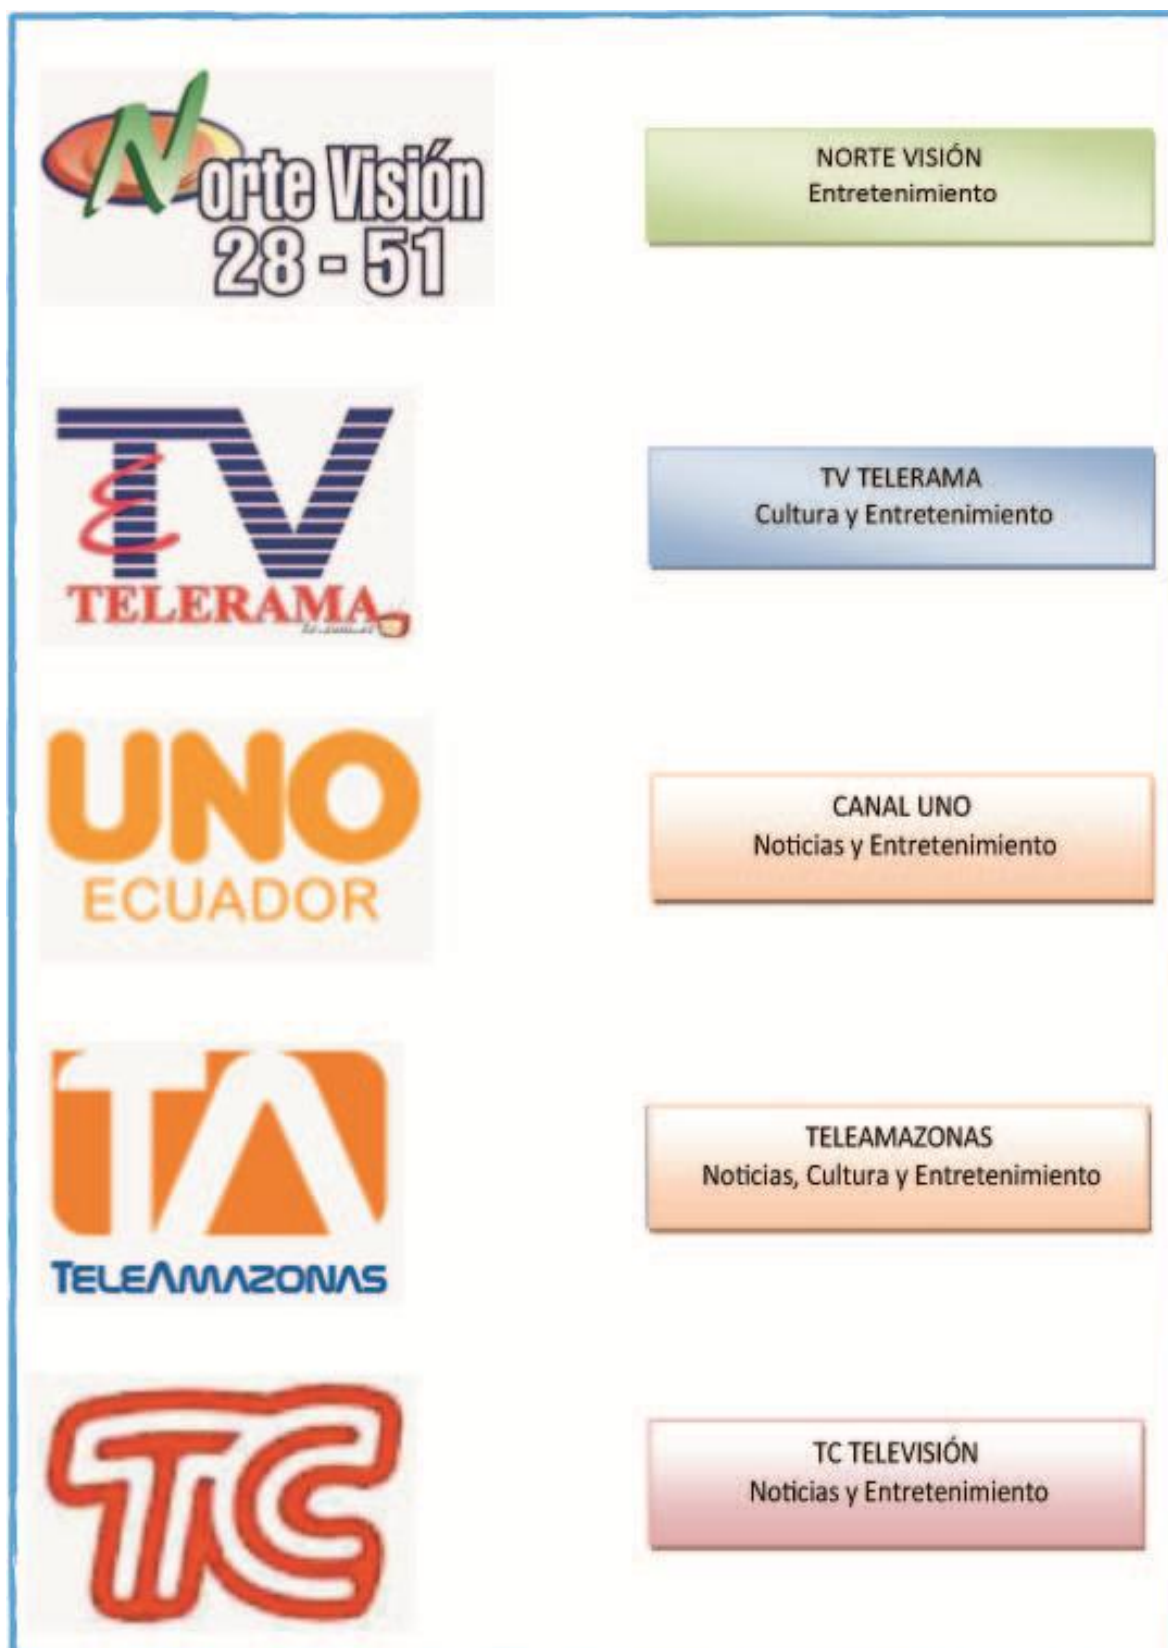 Norte Visión
28 - 51
NORTE VISIÓN
Entretenimiento
TV
TELERAMA
TV TELERAMA
Cultura y Entretenimiento
UNO
ECUADOR
CANAL UNO
Noticias y Entretenimiento
TA
TELEAMAZONAS
TELEAMAZONAS
Noticias, Cultura y Entretenimiento
TC
TC TELEVISIÓN
Noticias y Entretenimiento